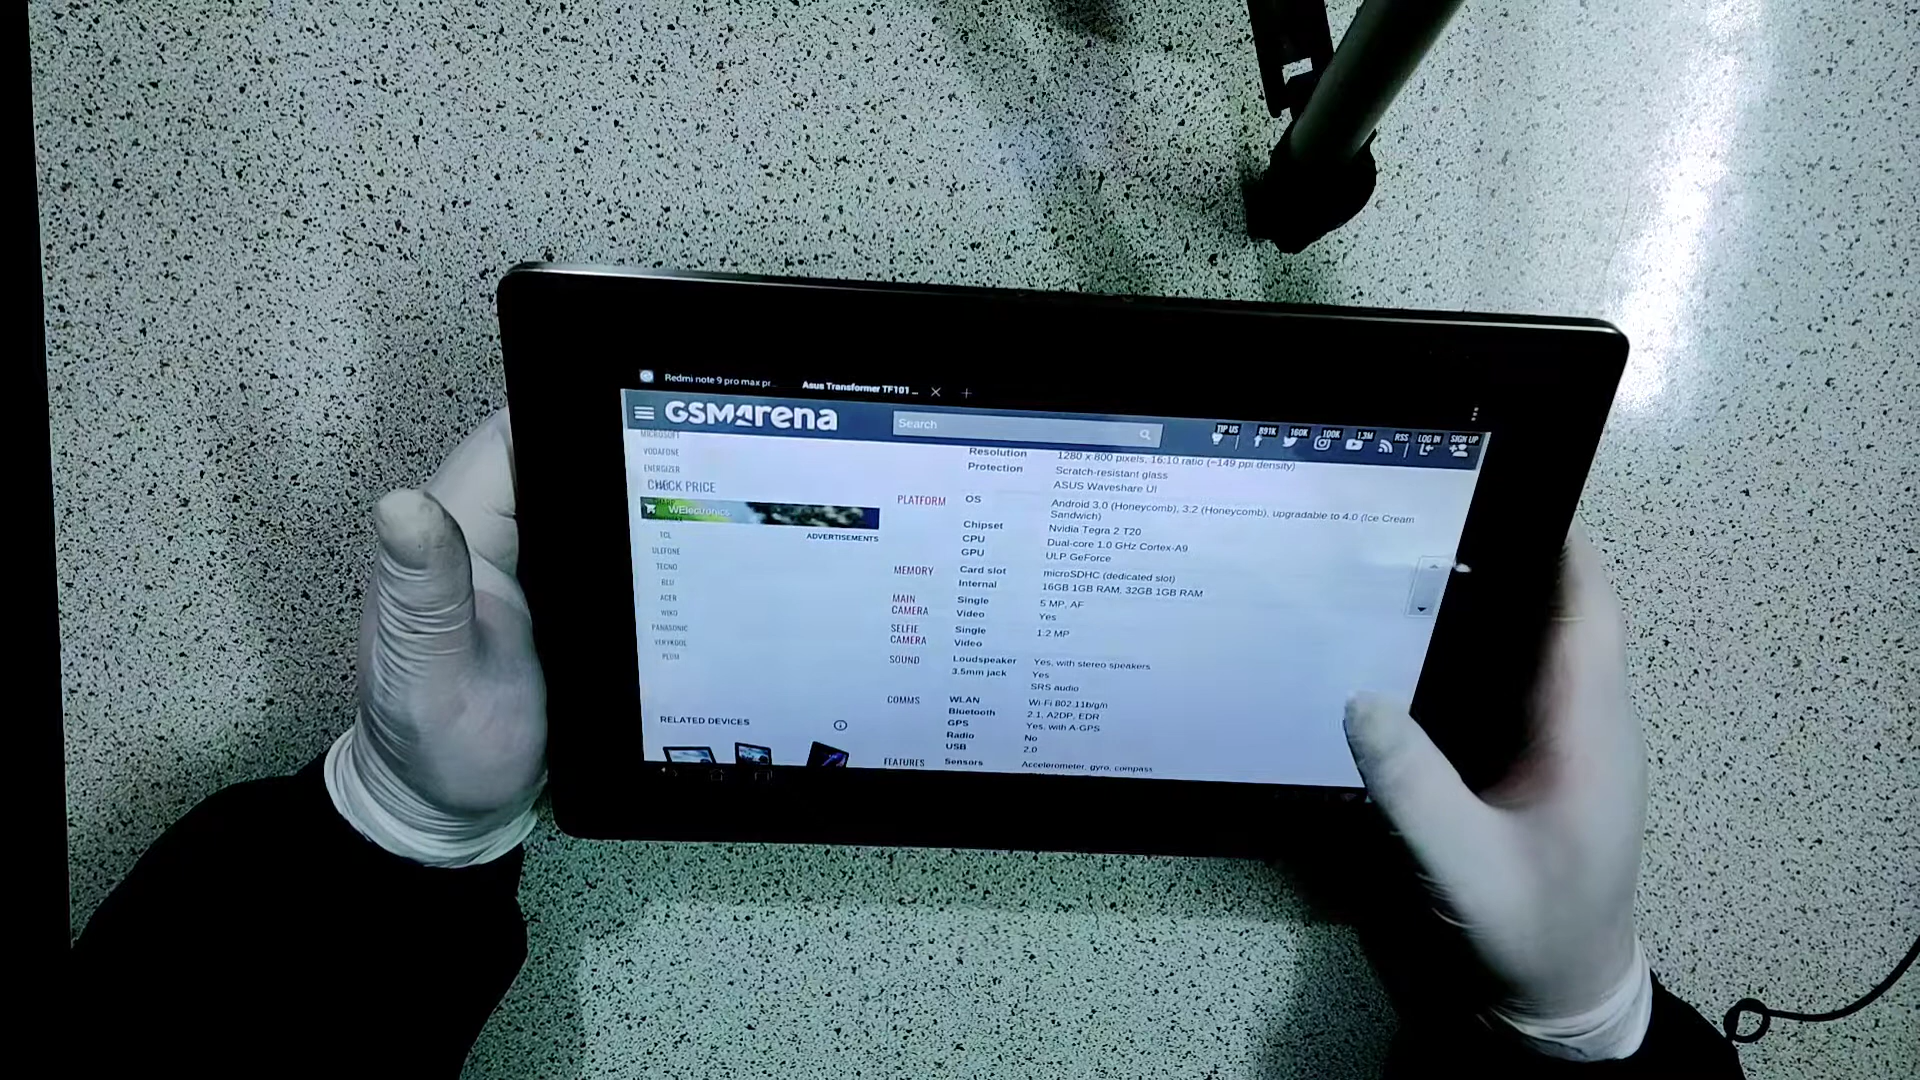 Redmi note 9 pro max pr...
Asus Transformer TF101 ...
GSMArena
Search
TIP US
891K
160K
100K
1.3M
RSS
LOG IN
SIGN UP
MICROSOFT
VODAFONE
ENERGIZER
CHECK PRICE
WElectronics
ADVERTISEMENTS
TCL
ULEFONE
TECNO
BLU
ACER
WIKO
PANASONIC
VERYKOOL
PLUM
RELATED DEVICES
Resolution 1280 x 800 pixels, 16:10 ratio (~149 ppi density)
Protection Scratch-resistant glass
ASUS Waveshare UI
PLATFORM OS Android 3.0 (Honeycomb), 3.2 (Honeycomb), upgradable to 4.0 (Ice Cream
Sandwich)
Chipset Nvidia Tegra 2 T20
CPU Dual-core 1.0 GHz Cortex-A9
GPU ULP GeForce
MEMORY Card slot microSDHC (dedicated slot)
Internal 16GB 1GB RAM, 32GB 1GB RAM
MAIN CAMERA Single 5 MP, AF
Video Yes
SELFIE CAMERA Single 1.2 MP
Video
SOUND Loudspeaker Yes, with stereo speakers
3.5mm jack Yes
SRS audio
COMMS WLAN Wi-Fi 802.11b/g/n
Bluetooth 2.1, A2DP, EDR
GPS Yes, with A-GPS
Radio No
USB 2.0
FEATURES Sensors Accelerometer, gyro, compass